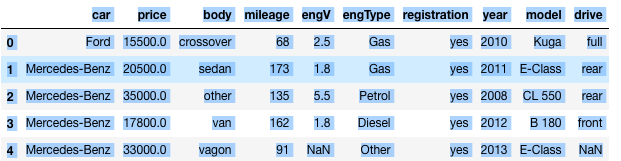 car price body mileage engV engType registration year model drive
0 Ford 15500.0 crossover 68 2.5 Gas yes 2010 Kuga full
1 Mercedes-Benz 20500.0 sedan 173 1.8 Gas yes 2011 E-Class rear
2 Mercedes-Benz 35000.0 other 135 5.5 Petrol yes 2008 CL 550 rear
3 Mercedes-Benz 17800.0 van 162 1.8 Diesel yes 2012 B 180 front
4 Mercedes-Benz 33000.0 vagon 91 NaN Other yes 2013 E-Class NaN